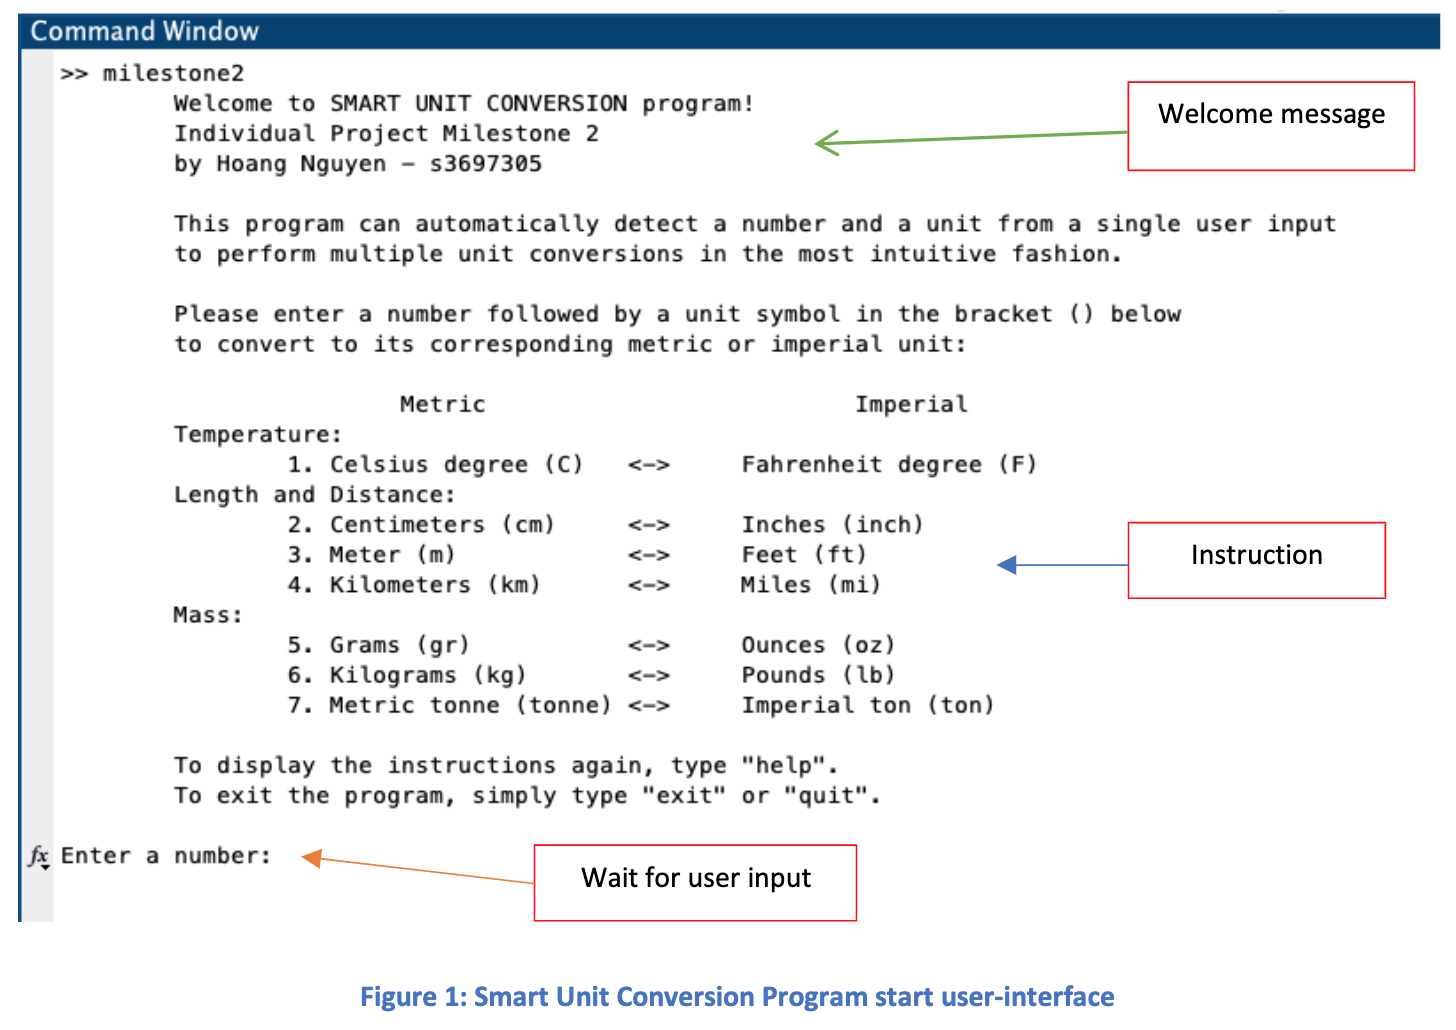 Command Window
>> milestone2
Welcome to SMART UNIT CONVERSION program!
Individual Project Milestone 2
by Hoang Nguyen – s3697305
Welcome message
This program can automatically detect a number and a unit from a single user input
to perform multiple unit conversions in the most intuitive fashion.
Please enter a number followed by a unit symbol in the bracket () below
to convert to its corresponding metric or imperial unit:
Metric Imperial
Temperature:
1. Celsius degree (C) <-> Fahrenheit degree (F)
Length and Distance:
2. Centimeters (cm) <-> Inches (inch)
3. Meter (m) <-> Feet (ft)
4. Kilometers (km) <-> Miles (mi)
Instruction
Mass:
5. Grams (gr) <-> Ounces (oz)
6. Kilograms (kg) <-> Pounds (lb)
7. Metric tonne (tonne) <-> Imperial ton (ton)
To display the instructions again, type "help".
To exit the program, simply type "exit" or "quit".
fx Enter a number:
Wait for user input
Figure 1: Smart Unit Conversion Program start user-interface